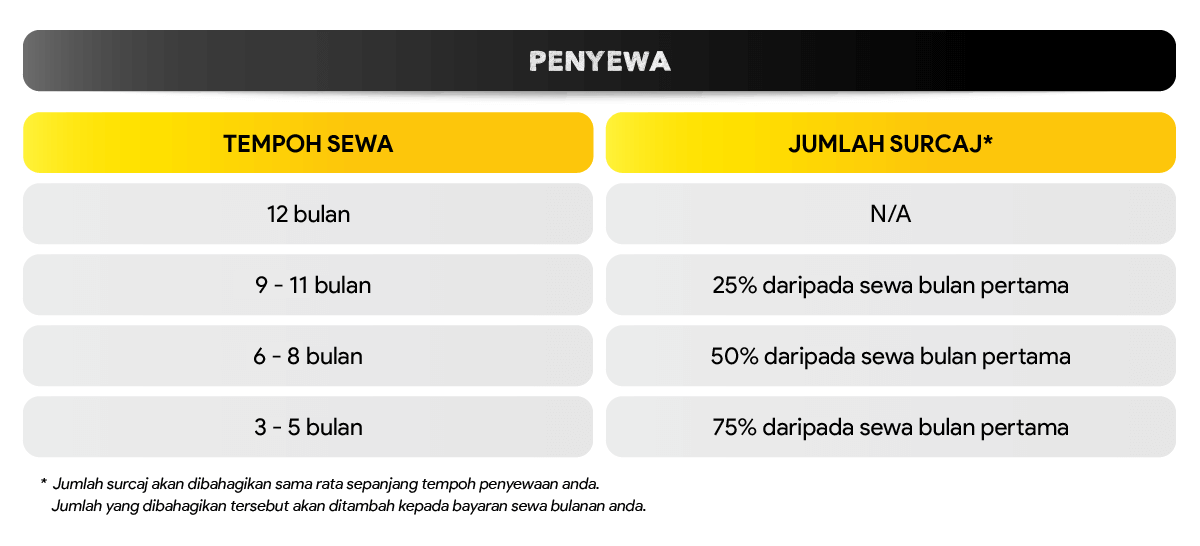 PENYEWA
TEMPOH SEWA
JUMLAH SURCAJ*
12 bulan
N/A
9 - 11 bulan
25% daripada sewa bulan pertama
6 - 8 bulan
50% daripada sewa bulan pertama
3 - 5 bulan
75% daripada sewa bulan pertama
* Jumlah surcaj akan dibahagikan sama rata sepanjang tempoh penyewaan anda.
Jumlah yang dibahagikan tersebut akan ditambah kepada bayaran sewa bulanan anda.